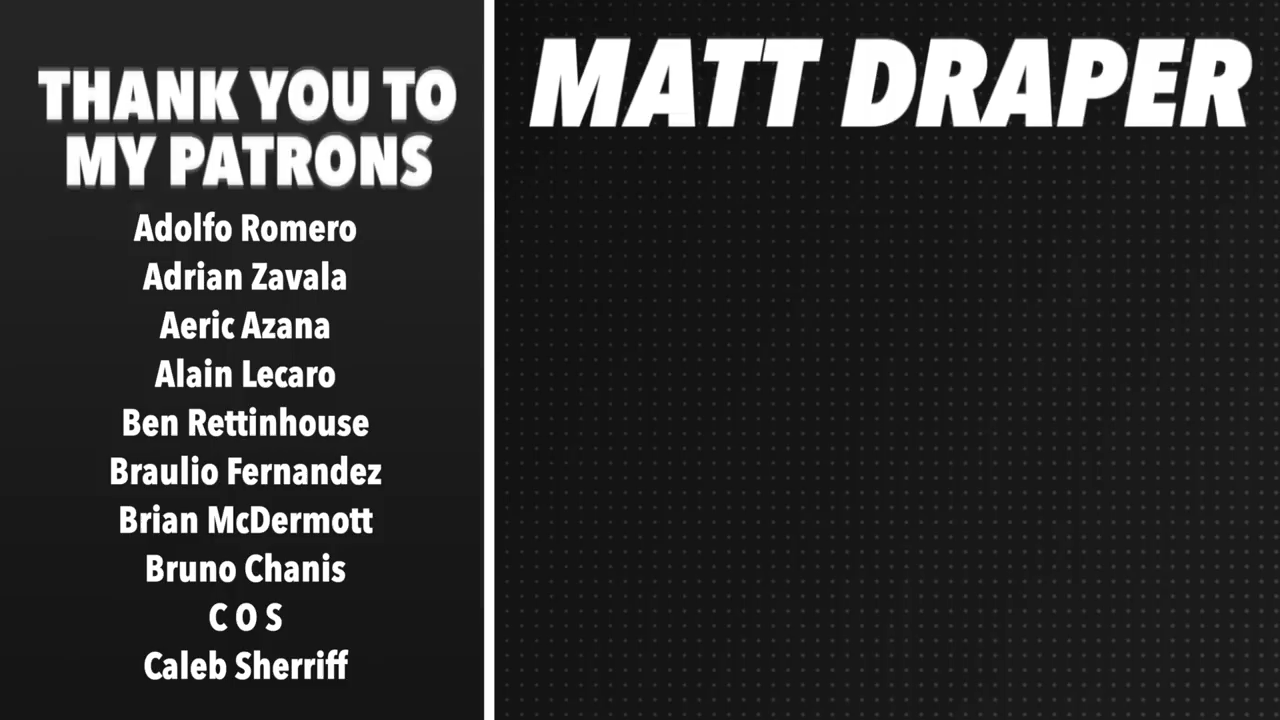 THANK YOU TO
MY PATRONS
Adolfo Romero
Adrian Zavala
Aeric Azana
Alain Lecaro
Ben Rettinhouse
Braulio Fernandez
Brian McDermott
Bruno Chanis
C O S
Caleb Sherriff
MATT DRAPER